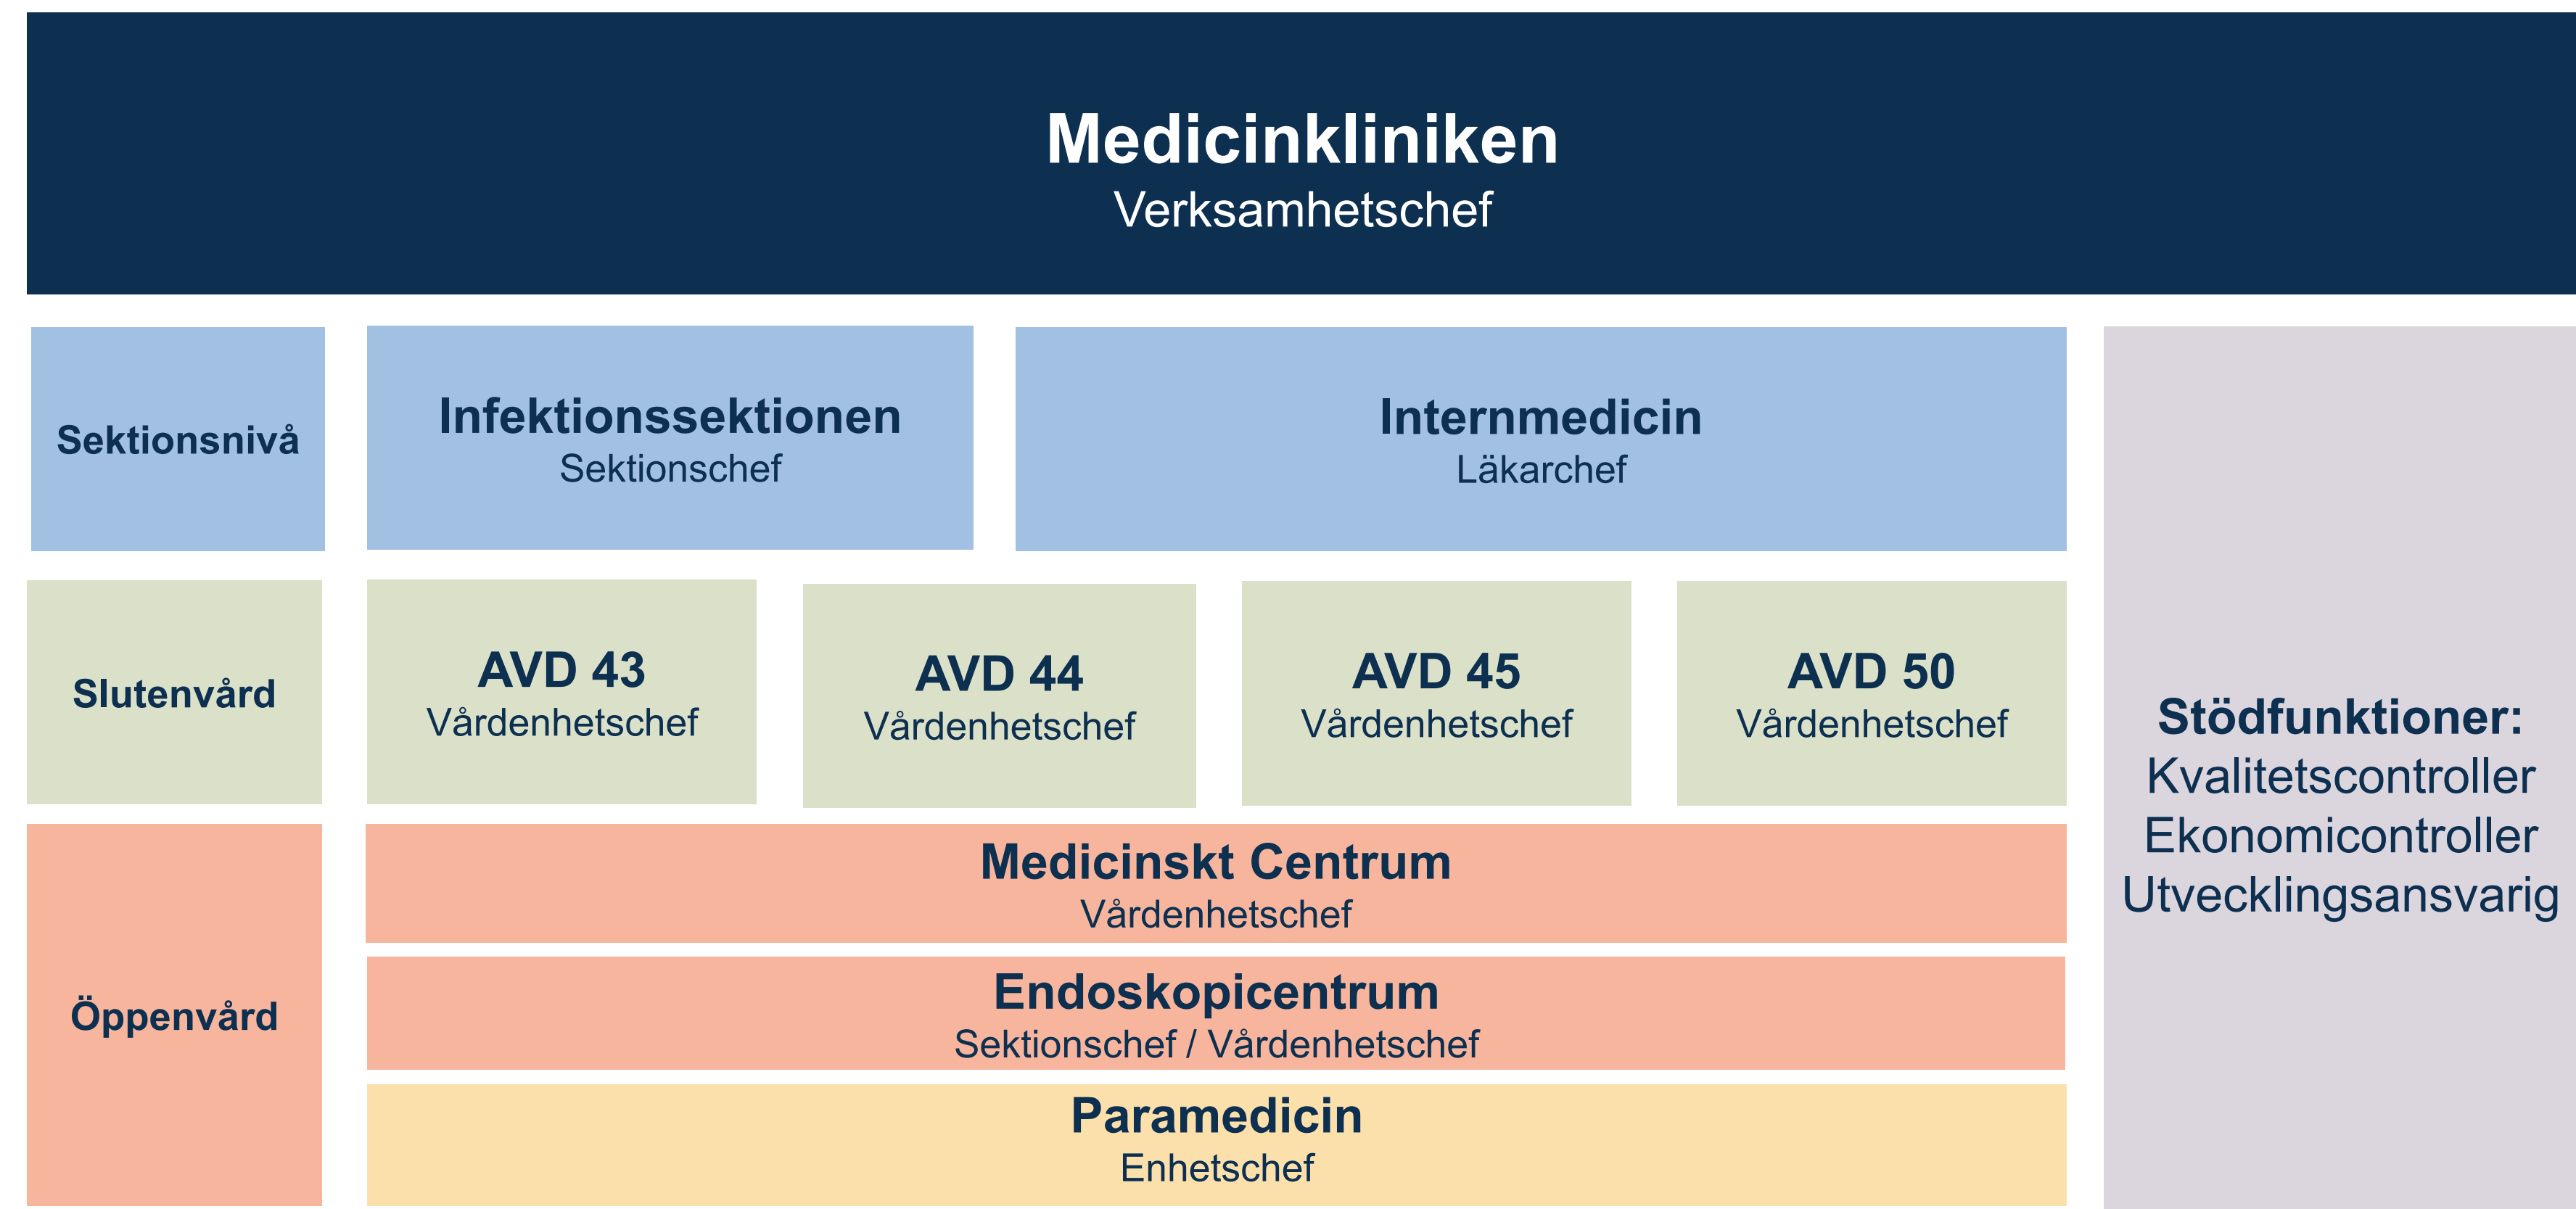 Medicinkliniken
Verksamhetschef
Sektionsnivå
Infektionssektionen
Sektionschef
Internmedicin
Läkarchef
Slutenvård
AVD 43
Vårdenhetschef
AVD 44
Vårdenhetschef
AVD 45
Vårdenhetschef
AVD 50
Vårdenhetschef
Öppenvård
Medicinskt Centrum
Vårdenhetschef
Endoskopicentrum
Sektionschef / Vårdenhetschef
Paramedicin
Enhetschef
Stödfunktioner:
Kvalitetscontroller
Ekonomicontroller
Utvecklingsansvarig